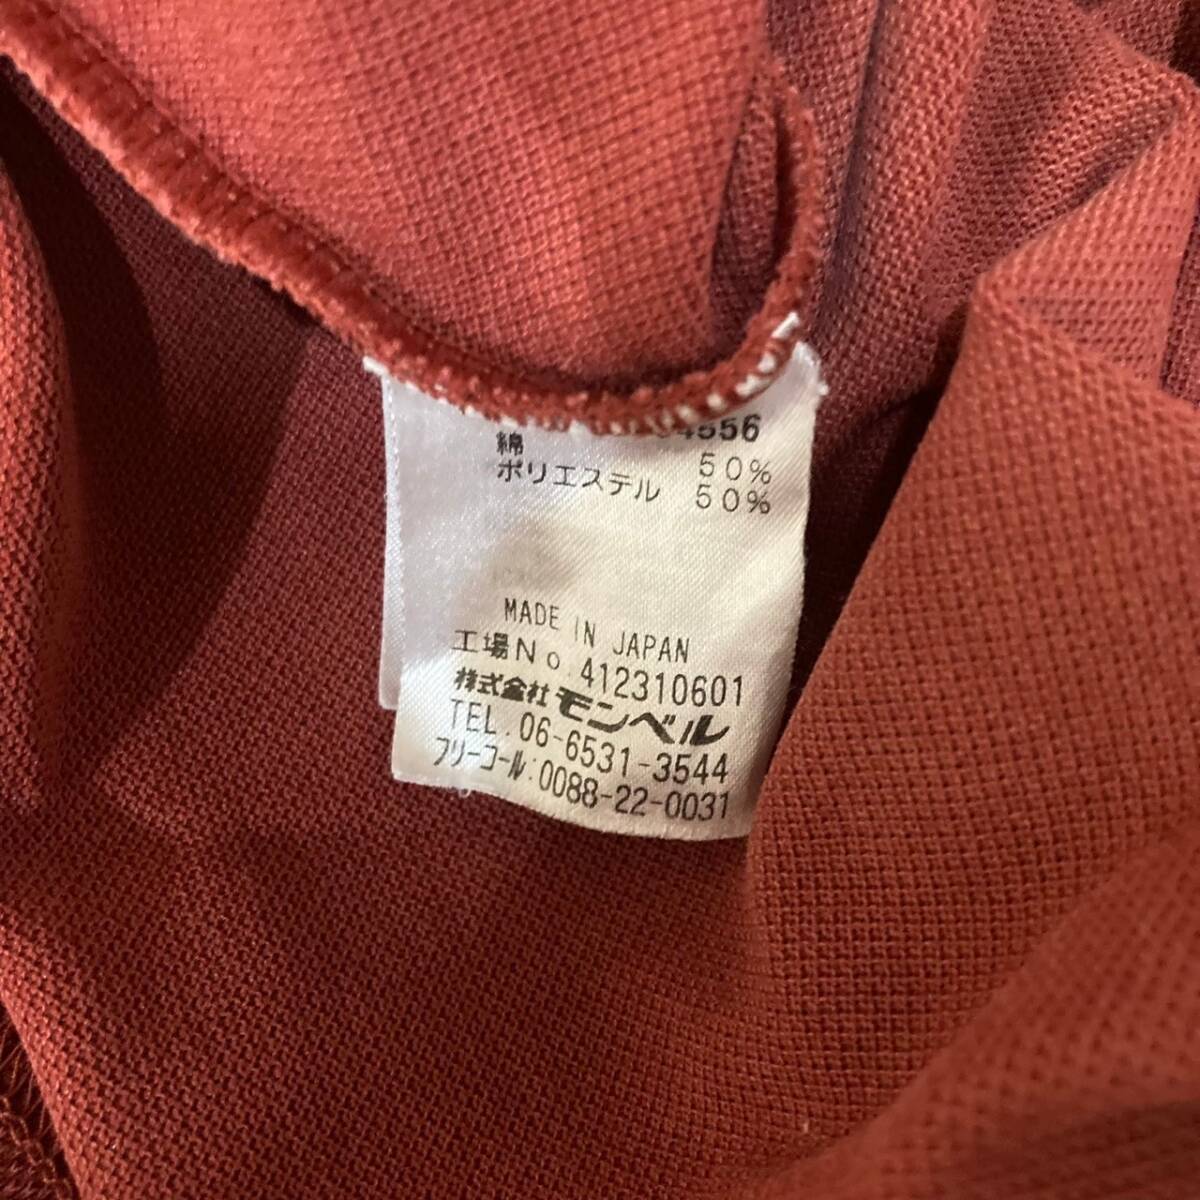 綿 50%
ポリエステル 50%
MADE IN JAPAN
工場No.412310601
株式会社モンベル
TEL.06-6531-3544
フリーコール:0088-22-0031